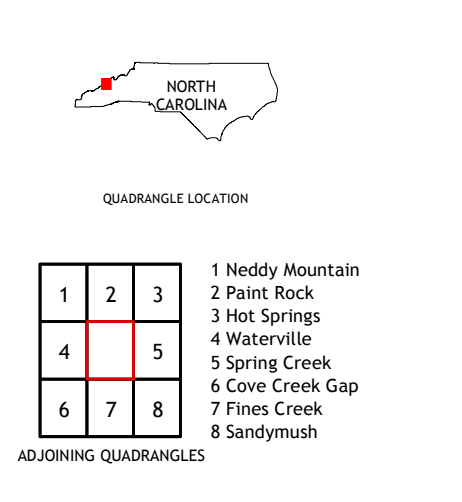 NORTH
CAROLINA
QUADRANGLE LOCATION
1 2 3
4 5
6 7 8
1 Neddy Mountain
2 Paint Rock
3 Hot Springs
4 Waterville
5 Spring Creek
6 Cove Creek Gap
7 Fines Creek
8 Sandymush
ADJOINING QUADRANGLES